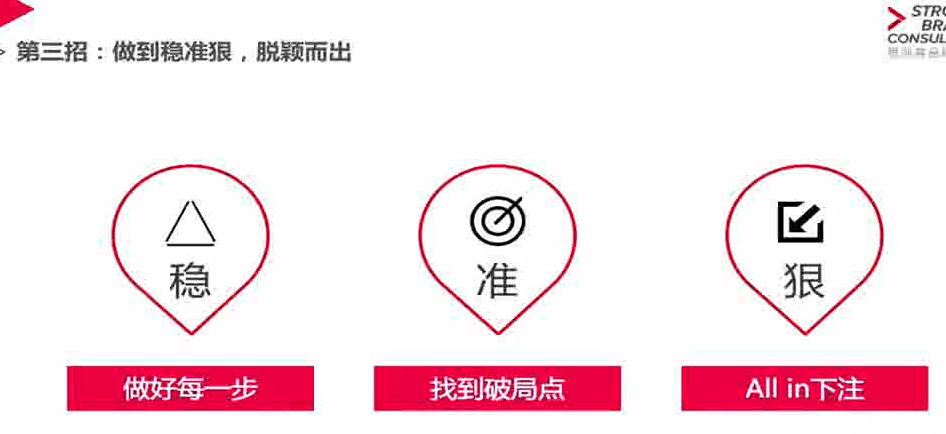 第三招：做到稳准狠，脱颖而出
STRO
BRA
CONSUL
稳
准
狠
做好每一步
找到破局点
All in下注